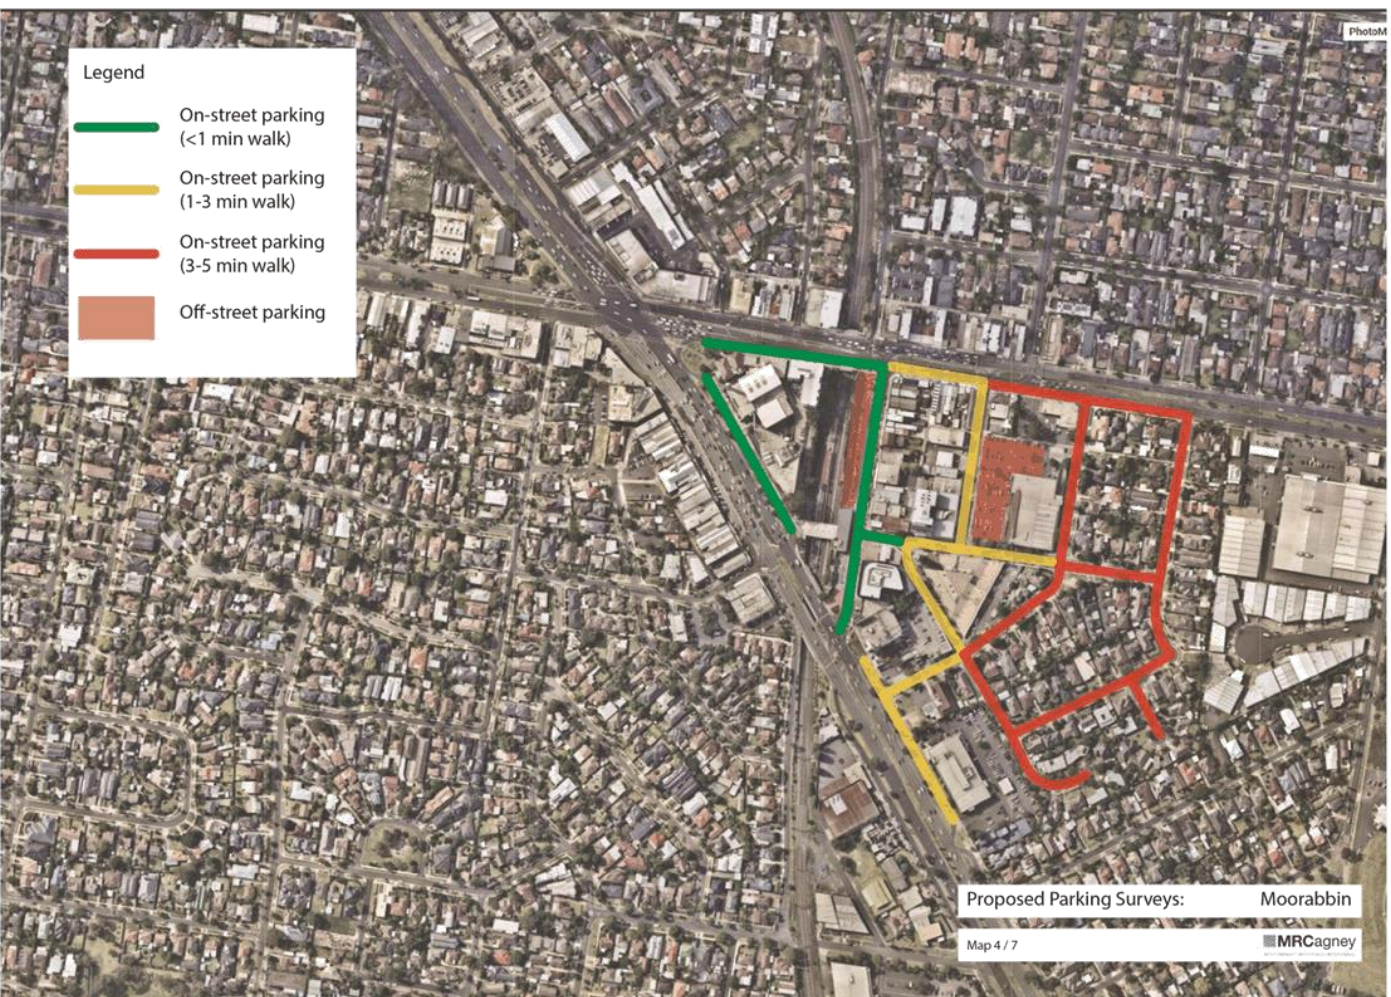 PhotoM
Legend
On-street parking
(<1 min walk)
On-street parking
(1-3 min walk)
On-street parking
(3-5 min walk)
Off-street parking
Proposed Parking Surveys: Moorabbin
Map 4 / 7
MRCagney